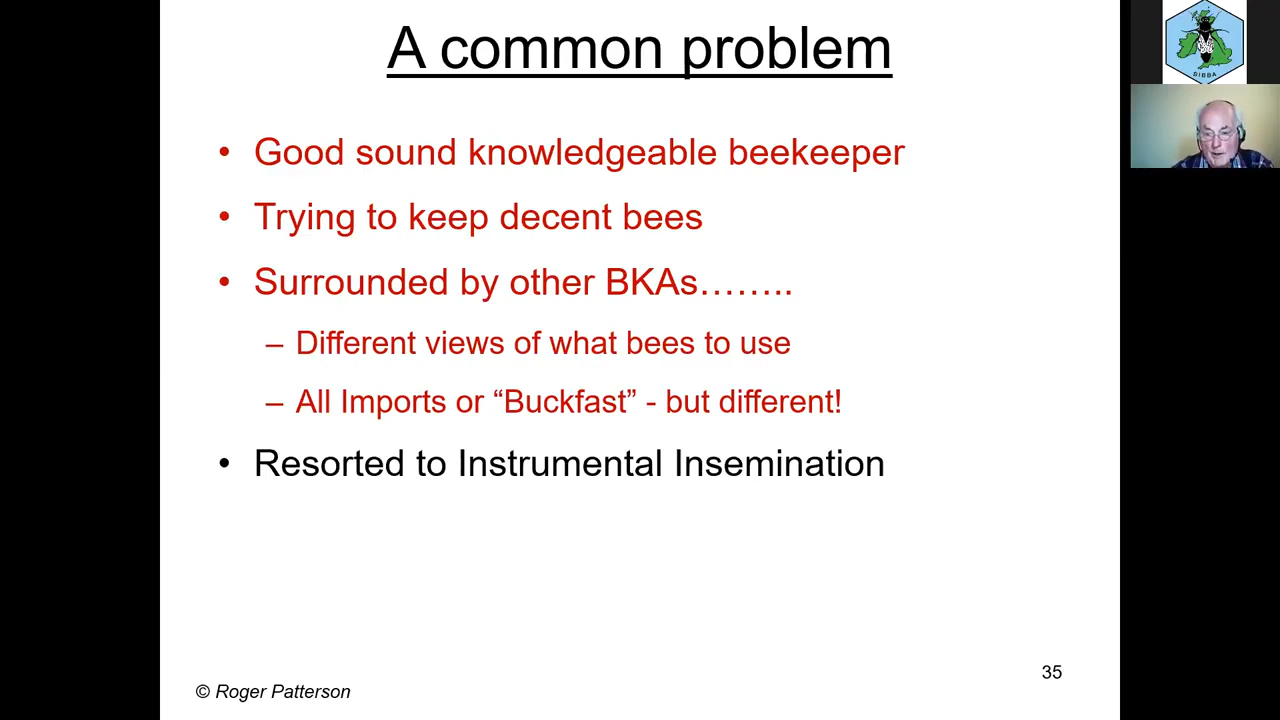 A common problem
• Good sound knowledgeable beekeeper
• Trying to keep decent bees
• Surrounded by other BKAs……..
– Different views of what bees to use
– All Imports or “Buckfast” - but different!
• Resorted to Instrumental Insemination
35
© Roger Patterson
BIBBA